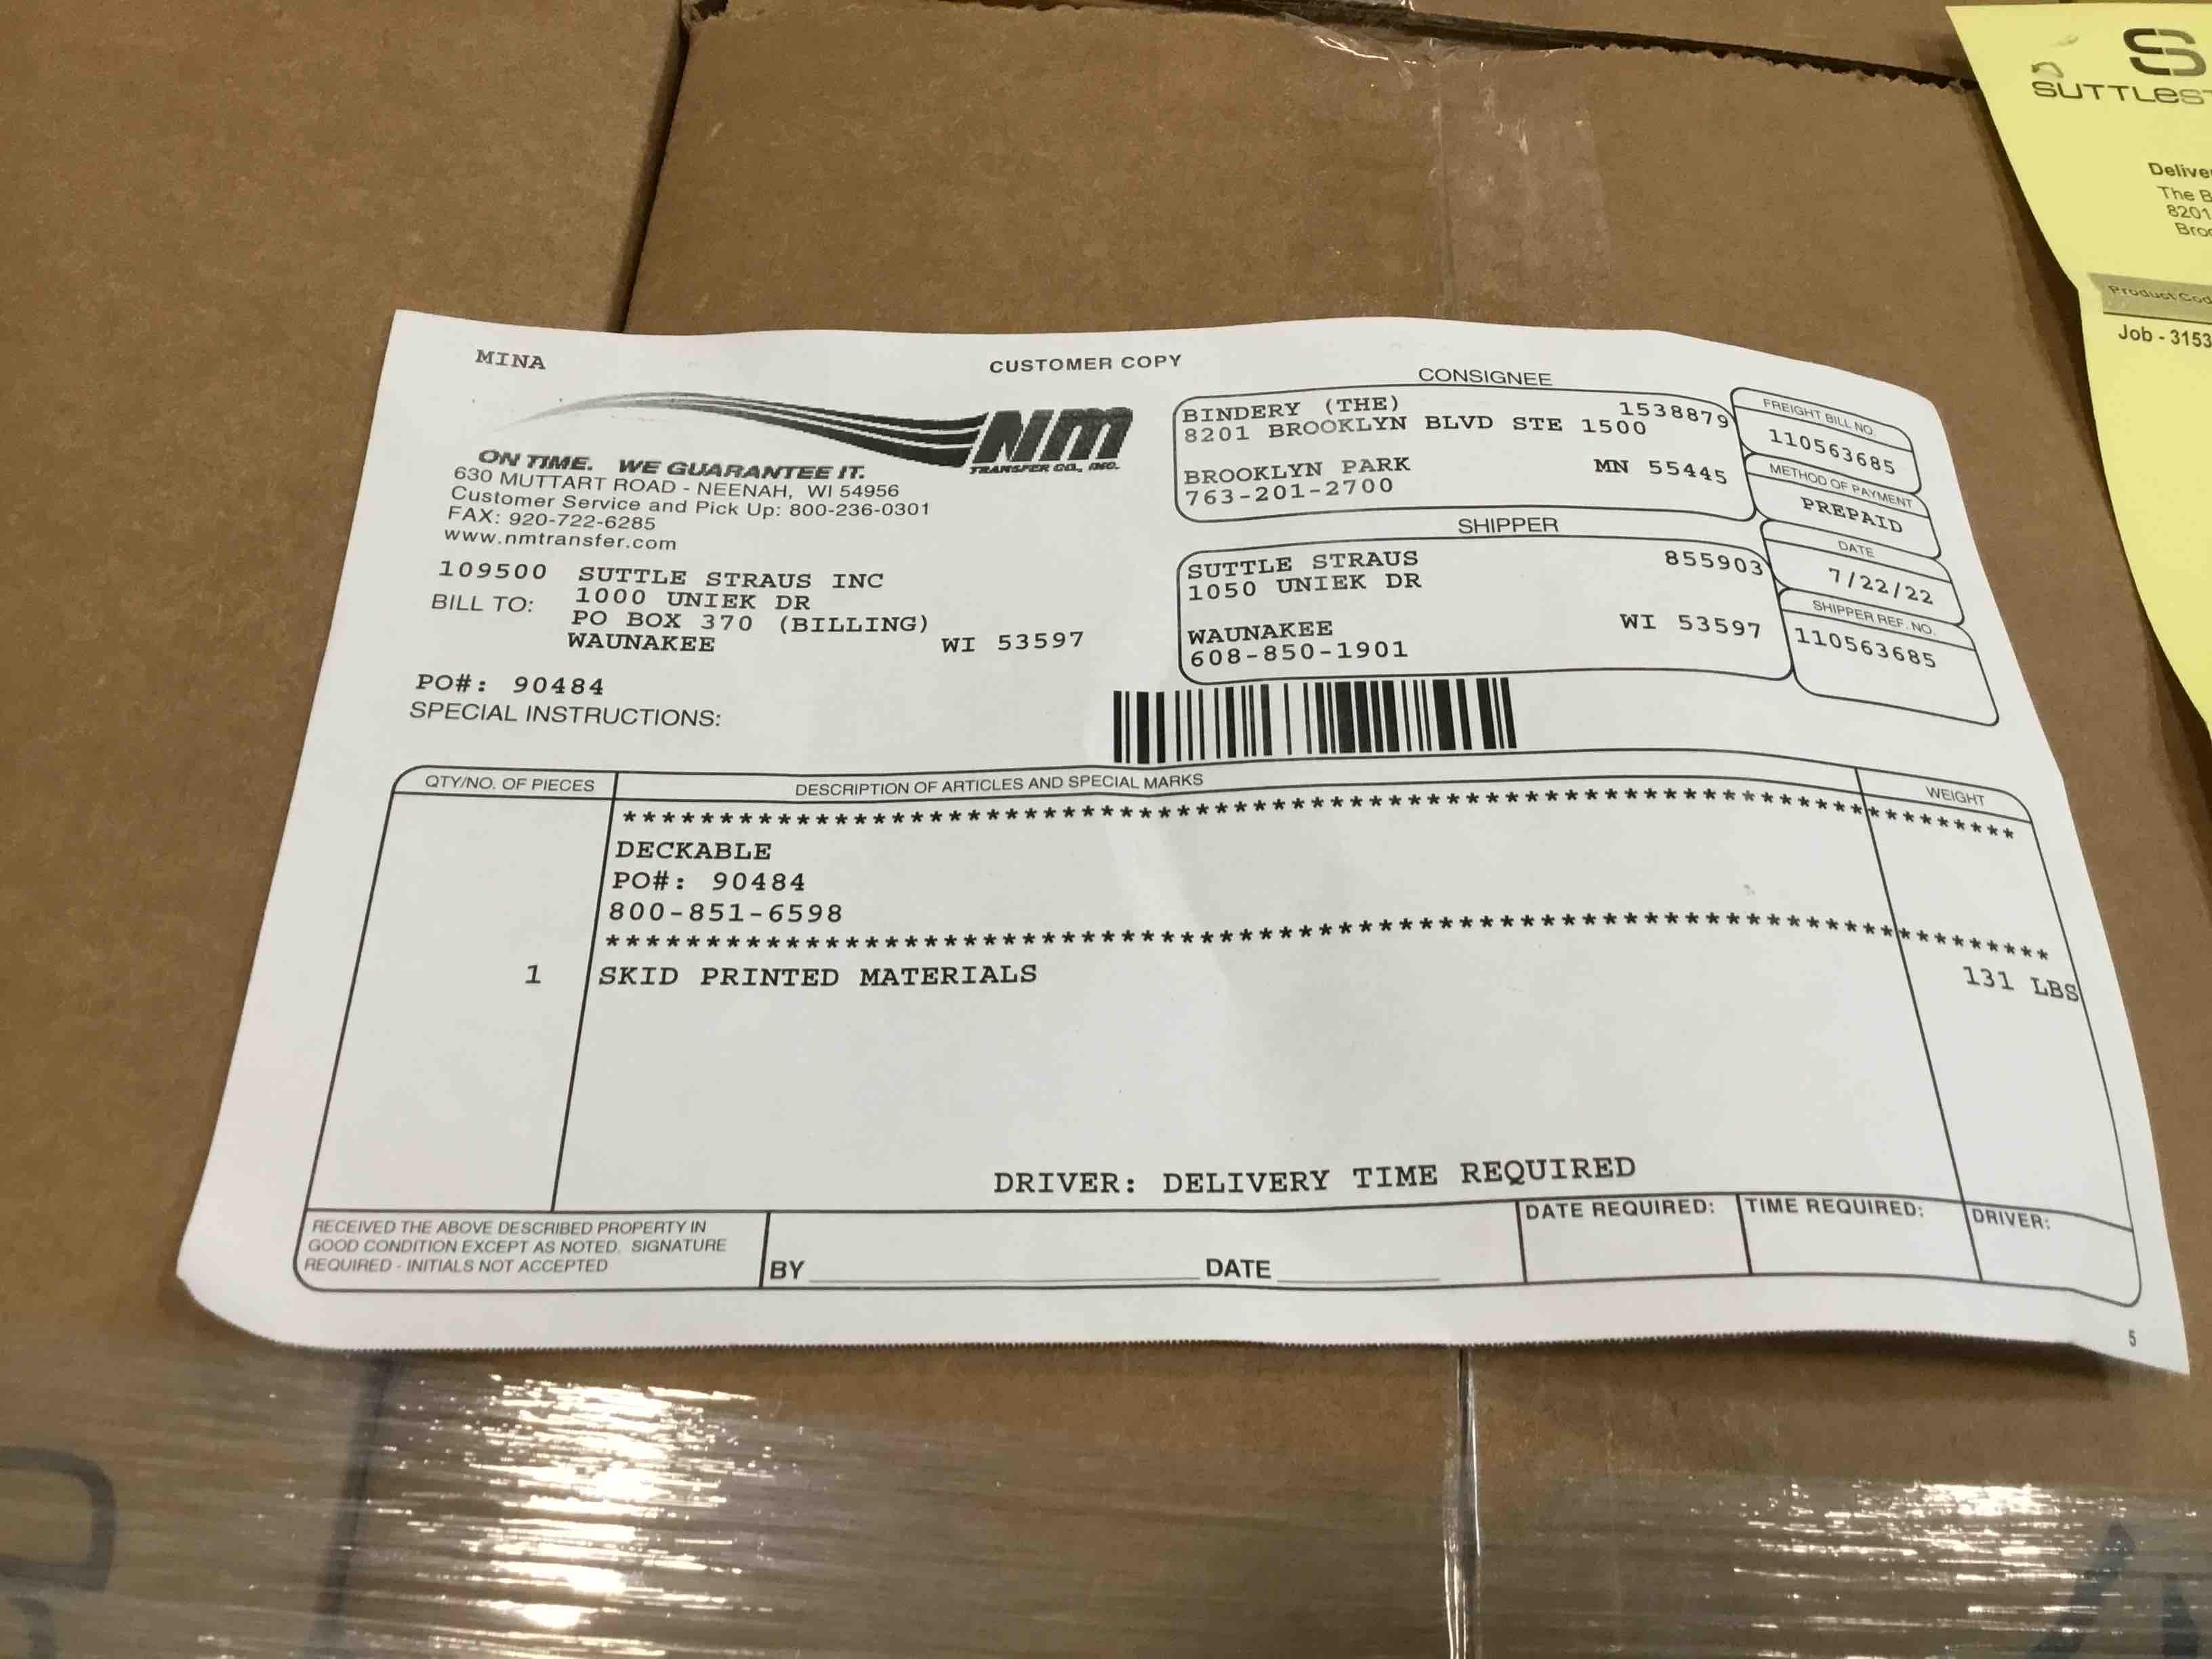 MINA
CUSTOMER COPY
NM
TRANSFER CO., INC.
ON TIME. WE GUARANTEE IT.
630 MUTTART ROAD - NEENAH, WI 54956
Customer Service and Pick Up: 800-236-0301
FAX: 920-722-6285
www.nmtransfer.com
109500 SUTTLE STRAUS INC
BILL TO: 1000 UNIEK DR
PO BOX 370 (BILLING)
WAUNAKEE WI 53597
PO#: 90484
SPECIAL INSTRUCTIONS:
CONSIGNEE
BINDERY (THE) 1538879
8201 BROOKLYN BLVD STE 1500
BROOKLYN PARK MN 55445
763-201-2700
SHIPPER
SUTTLE STRAUS 855903
1050 UNIEK DR
WAUNAKEE WI 53597
608-850-1901
FREIGHT BILL NO
110563685
METHOD OF PAYMENT
PREPAID
DATE
7/22/22
SHIPPER REF. NO.
110563685
QTY/NO. OF PIECES DESCRIPTION OF ARTICLES AND SPECIAL MARKS WEIGHT
DECKABLE
PO#: 90484
800-851-6598
1 SKID PRINTED MATERIALS 131 LBS
DRIVER: DELIVERY TIME REQUIRED
RECEIVED THE ABOVE DESCRIBED PROPERTY IN
GOOD CONDITION EXCEPT AS NOTED. SIGNATURE
REQUIRED - INITIALS NOT ACCEPTED
BY DATE
DATE REQUIRED: TIME REQUIRED: DRIVER:
5
The B
8201
Job - 3153